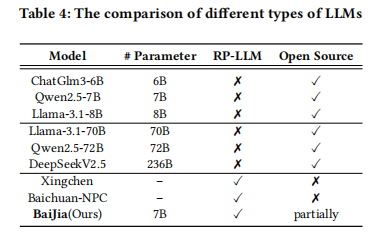 Table 4: The comparison of different types of LLMs
Model # Parameter RP-LLM Open Source
ChatGlm3-6B 6B ✗ ✓
Qwen2.5-7B 7B ✗ ✓
Llama-3.1-8B 8B ✗ ✓
Llama-3.1-70B 70B ✗ ✓
Qwen2.5-72B 72B ✗ ✓
DeepSeekV2.5 236B ✗ ✓
Xingchen – ✓ ✗
Baichuan-NPC – ✓ ✗
BaiJia(Ours) 7B ✓ partially